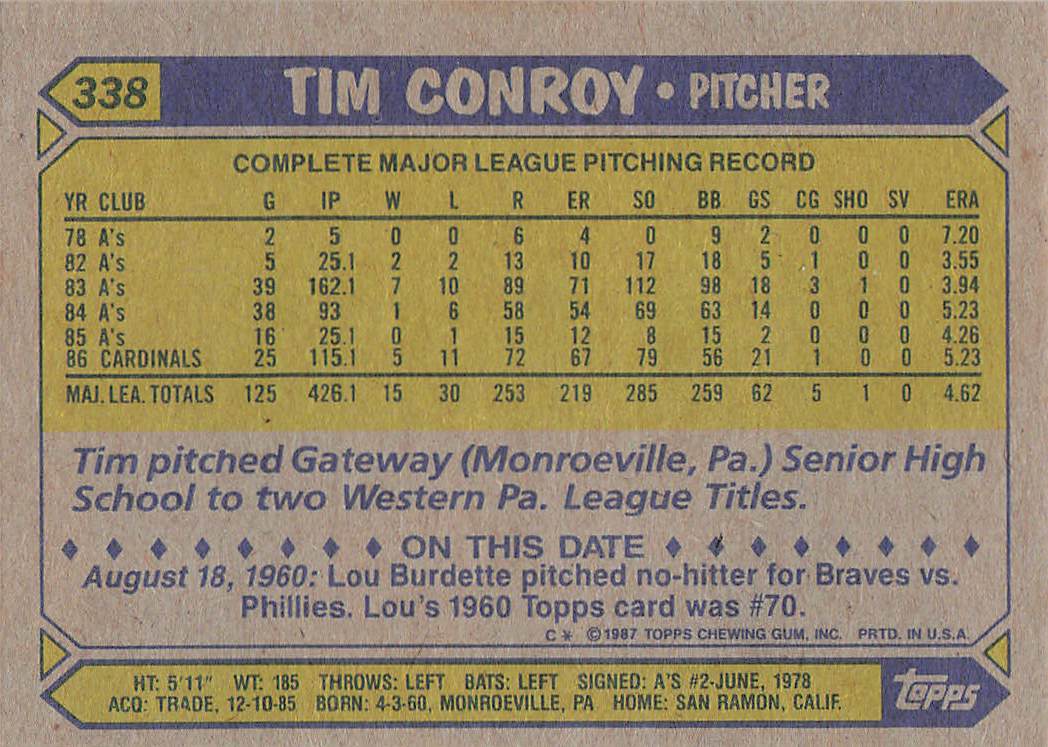 338 TIM CONROY • PITCHER
COMPLETE MAJOR LEAGUE PITCHING RECORD
YR CLUB G IP W L R ER SO BB GS CG SHO SV ERA
78 A's 2 5 0 0 6 4 0 9 2 0 0 0 7.20
82 A's 5 25.1 2 2 13 10 17 18 5 1 0 0 3.55
83 A's 39 162.1 7 10 89 71 112 98 18 3 1 0 3.94
84 A's 38 93 1 6 58 54 69 63 14 0 0 0 5.23
85 A's 16 25.1 0 1 15 12 8 15 2 0 0 0 4.26
86 CARDINALS 25 115.1 5 11 72 67 79 56 21 1 0 0 5.23
MAJ. LEA. TOTALS 125 426.1 15 30 253 219 285 259 62 5 1 0 4.62
Tim pitched Gateway (Monroeville, Pa.) Senior High
School to two Western Pa. League Titles.
ON THIS DATE
August 18, 1960: Lou Burdette pitched no-hitter for Braves vs.
Phillies. Lou's 1960 Topps card was #70.
C * ©1987 TOPPS CHEWING GUM, INC. PRTD. IN U.S.A.
HT: 5'11" WT: 185 THROWS: LEFT BATS: LEFT SIGNED: A'S #2-JUNE, 1978
ACQ: TRADE, 12-10-85 BORN: 4-3-60, MONROEVILLE, PA HOME: SAN RAMON, CALIF.
topps